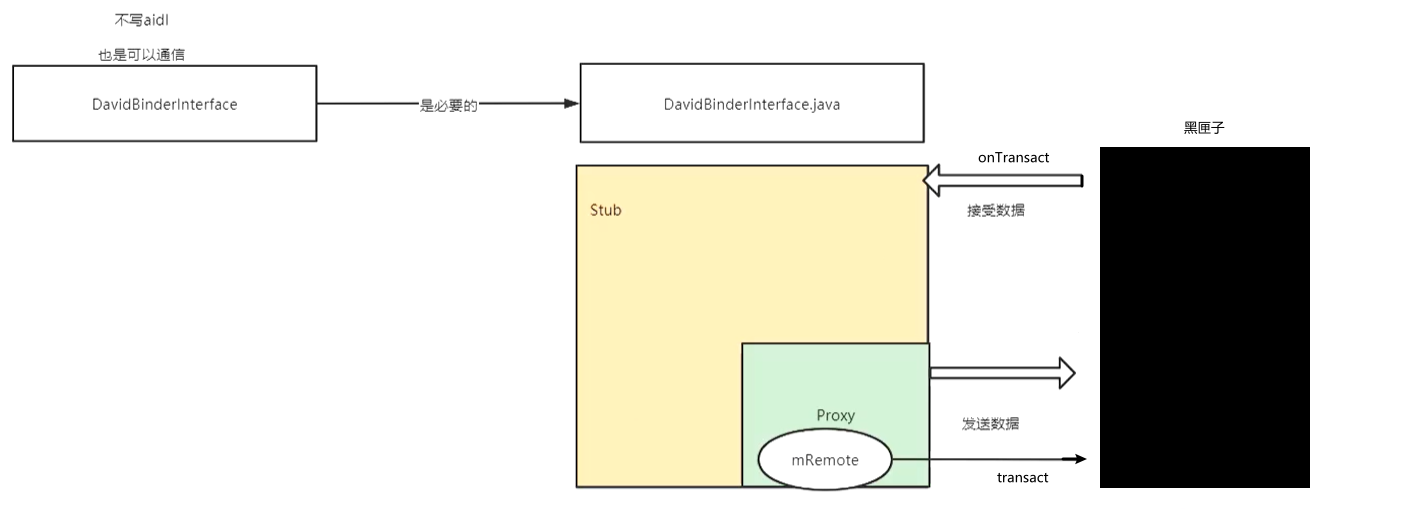 不写aidl
也是可以通信
DavidBinderInterface
是必要的
DavidBinderInterface.java
黑匣子
onTransact
接受数据
Stub
Proxy
发送数据
mRemote
transact